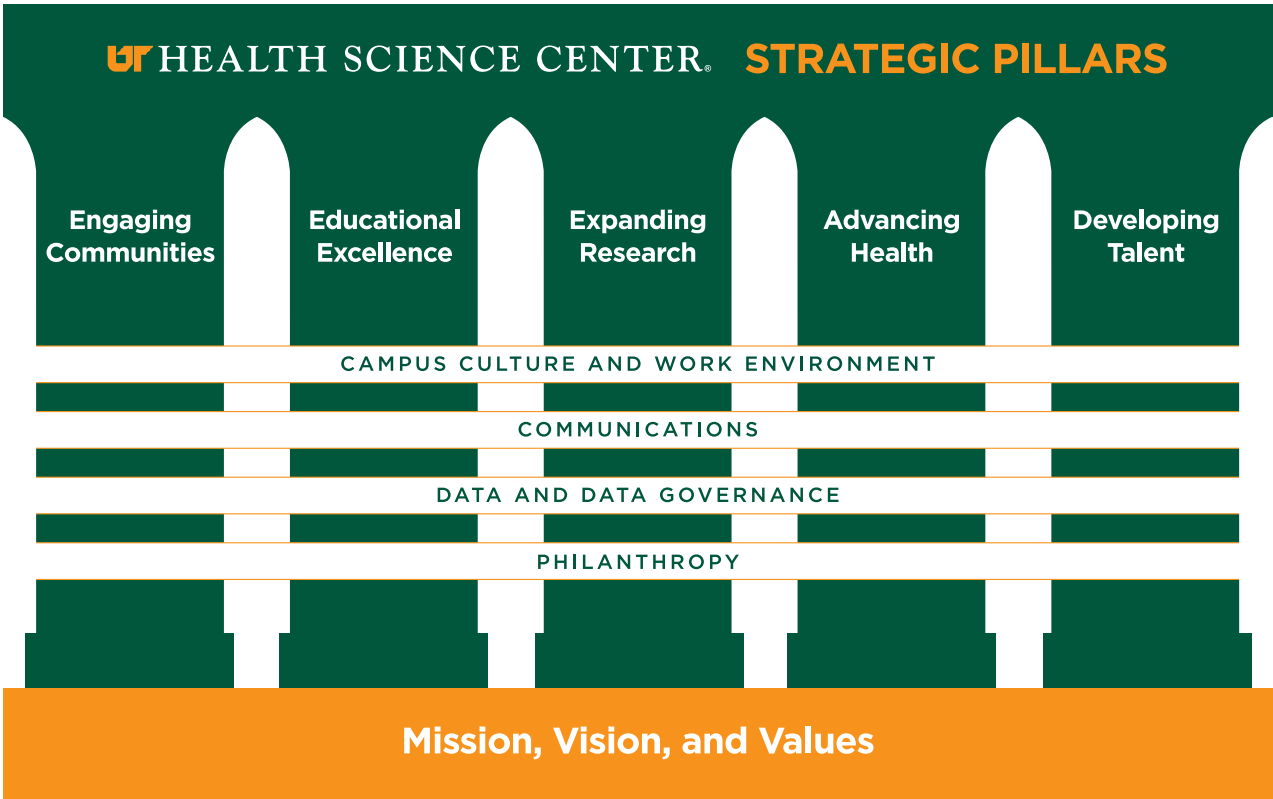 UT HEALTH SCIENCE CENTER® STRATEGIC PILLARS
Engaging
Communities
Educational
Excellence
Expanding
Research
Advancing
Health
Developing
Talent
CAMPUS CULTURE AND WORK ENVIRONMENT
COMMUNICATIONS
DATA AND DATA GOVERNANCE
PHILANTHROPY
Mission, Vision, and Values